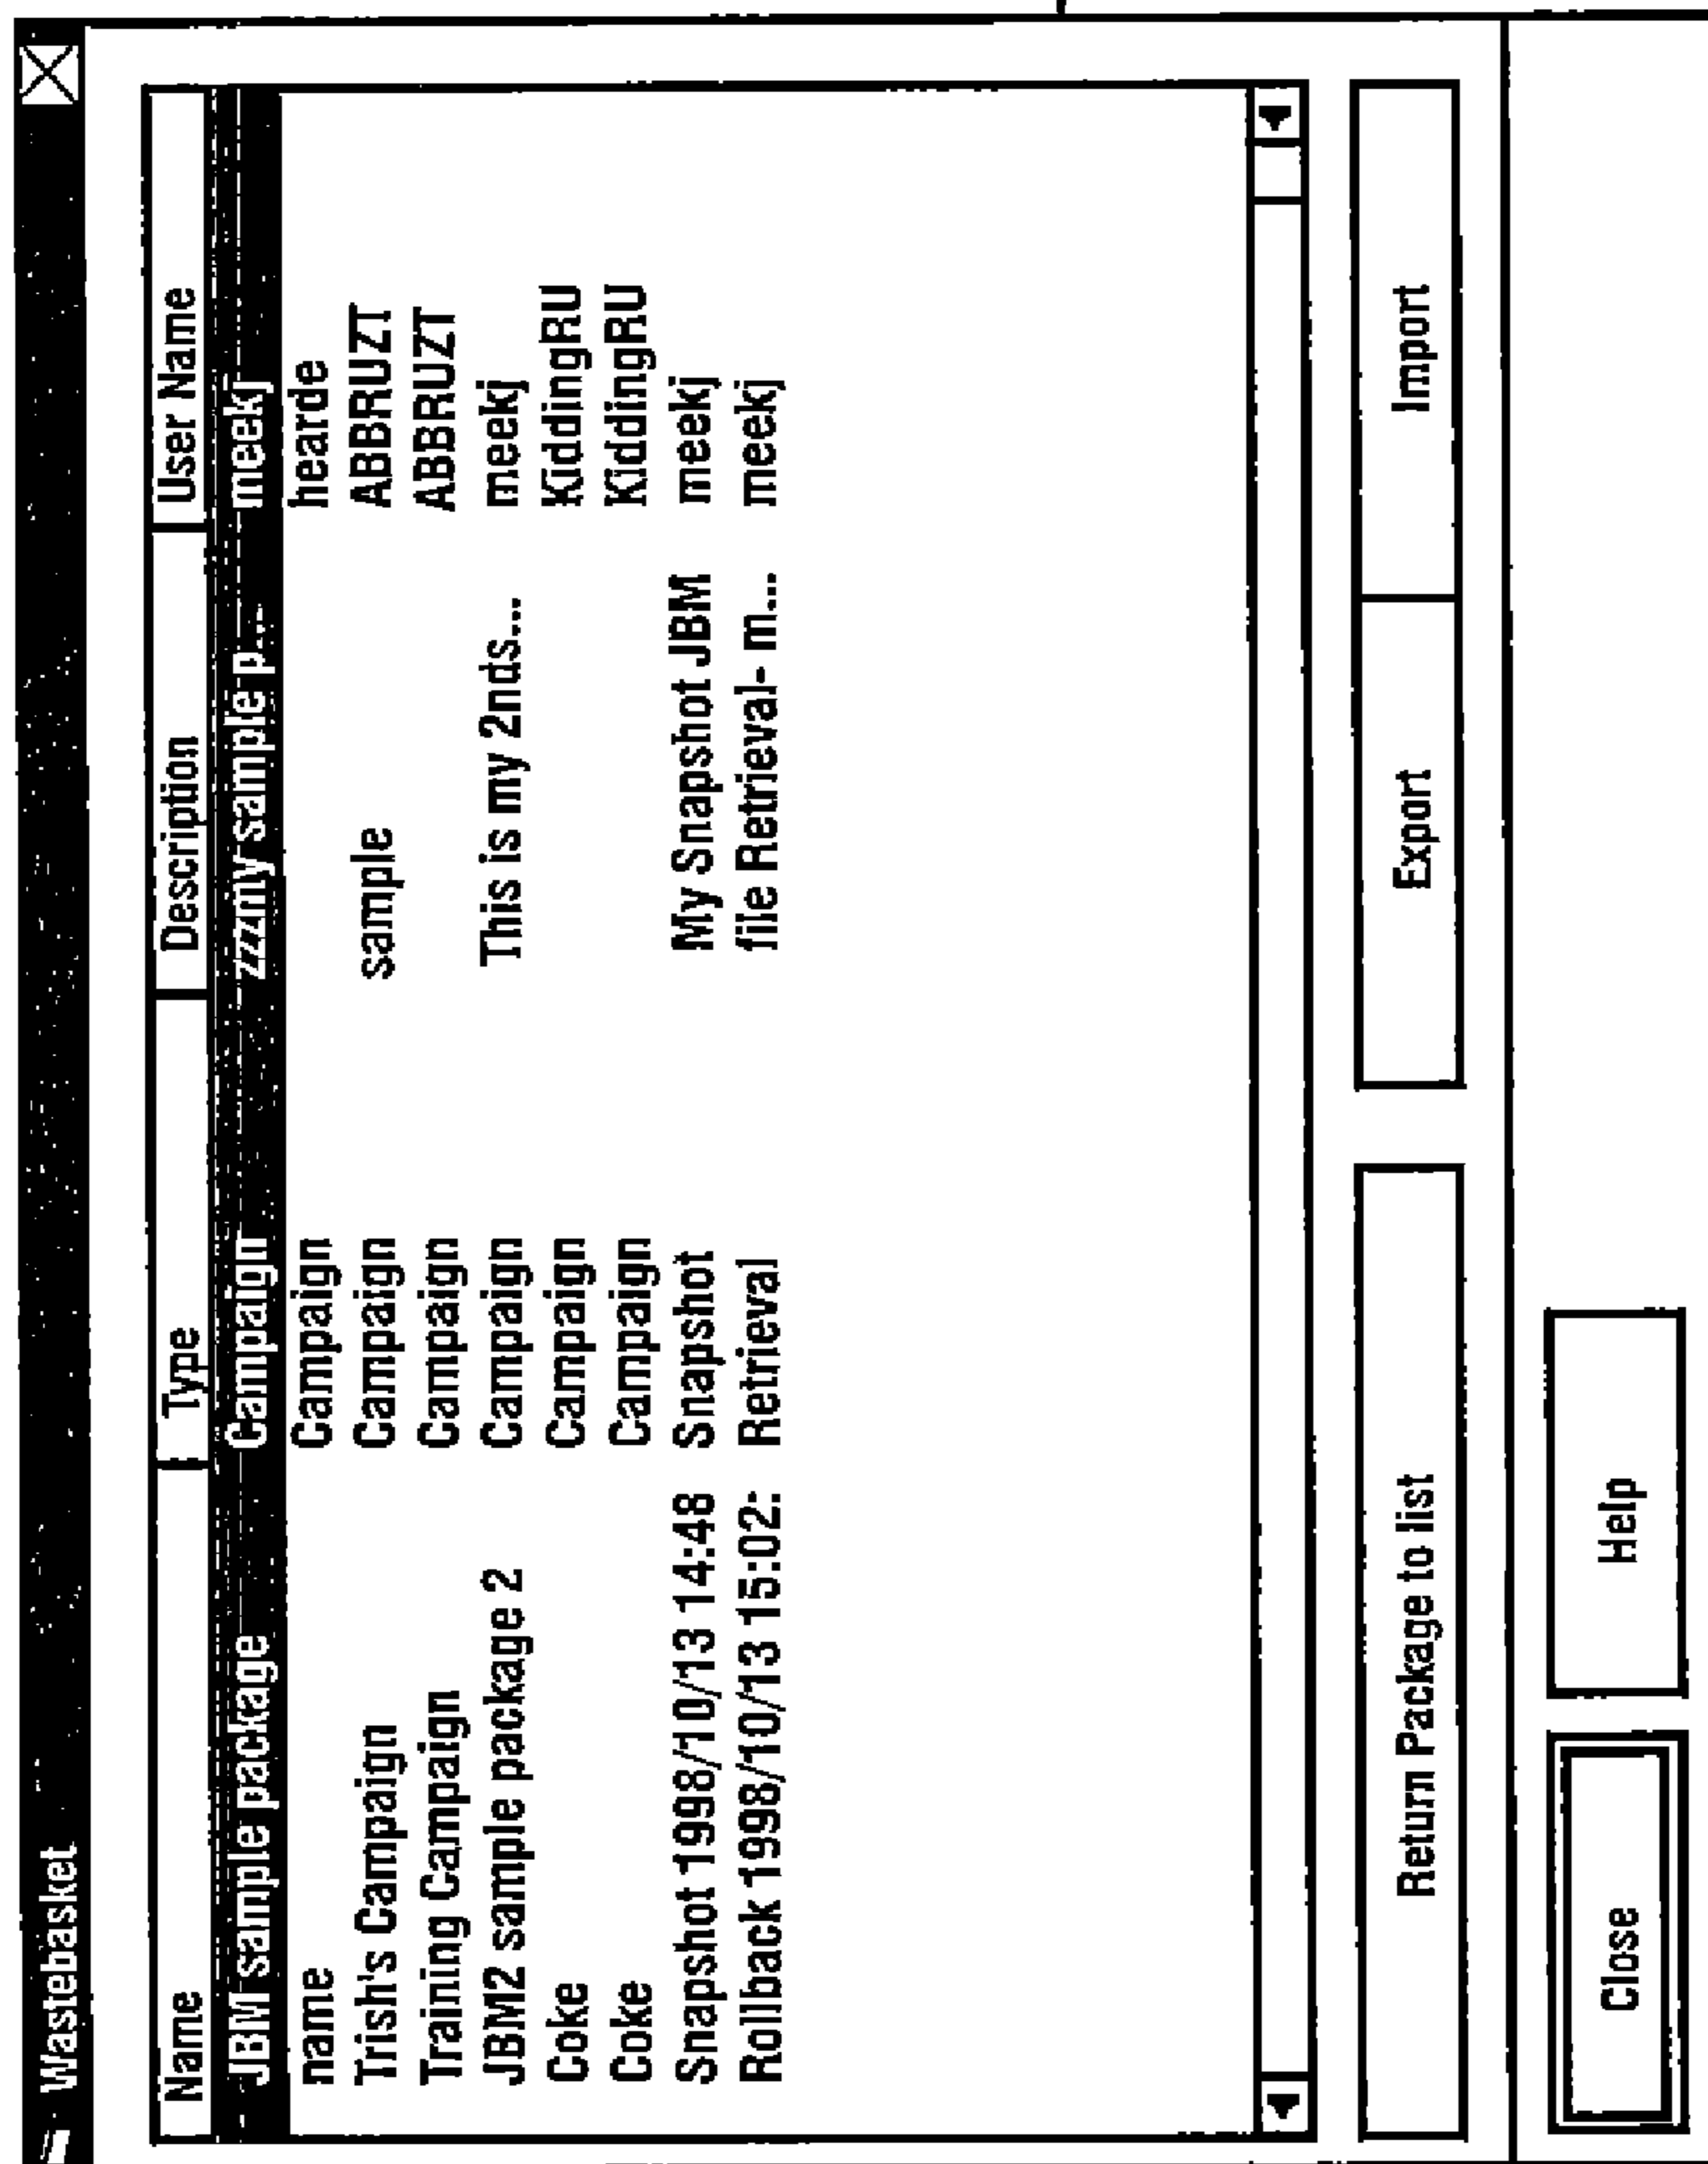 Wastebasket
Name Type Description User Name
JBM sample package Campaign zzzmy sample p... meekj
name Campaign hearde
Trish's Campaign Campaign sample ABBRUZT
Training Campaign Campaign ABBRUZT
JBM2 sample package 2 Campaign This is my 2nds... meekj
Coke Campaign KiddingRU
Coke Campaign KiddingRU
Snapshot 1998/10/13 14:48 Snapshot My Snapshot JBM meekj
Rollback 1998/10/13 15:02: Retrieval file Retrieval- m... meekj
Return Package to list Export Import
Close Help